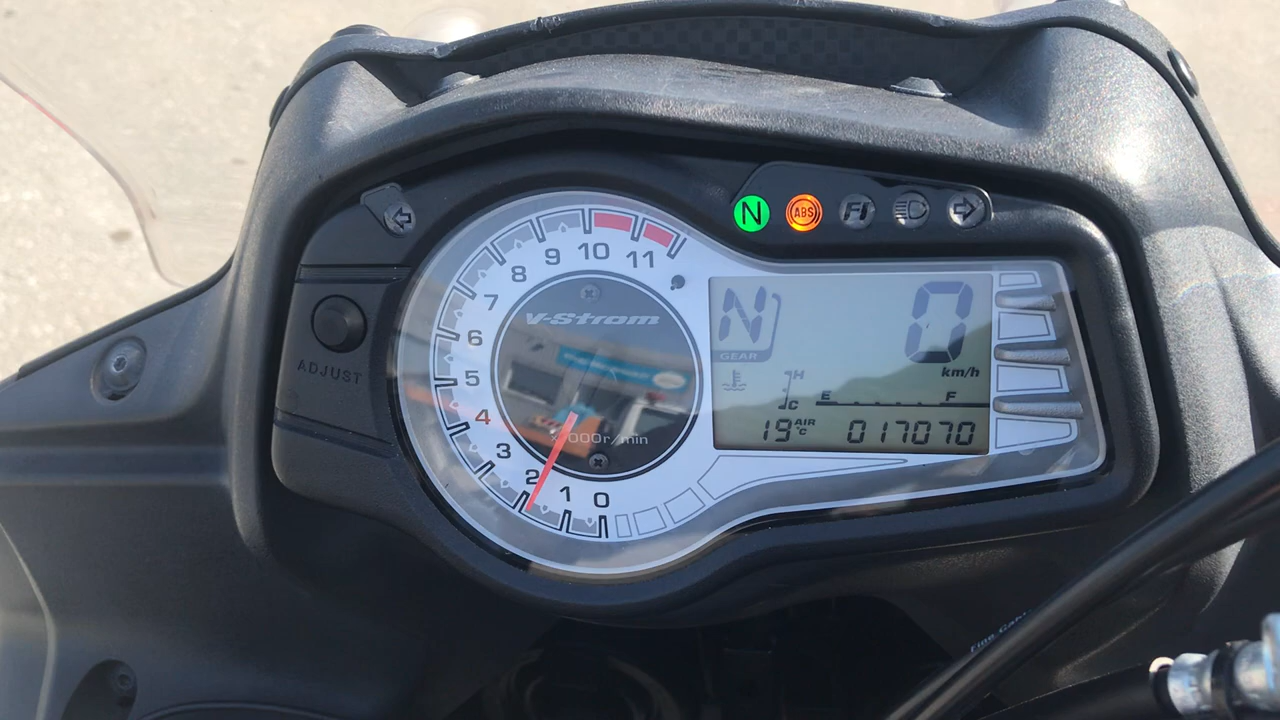 N ABS FI
ADJUST
11
10
9
8
7
6
5
4
3
2
1
0
V-Strom
000r/min
N
GEAR
0
km/h
H
C
E F
19 AIR °C
017070